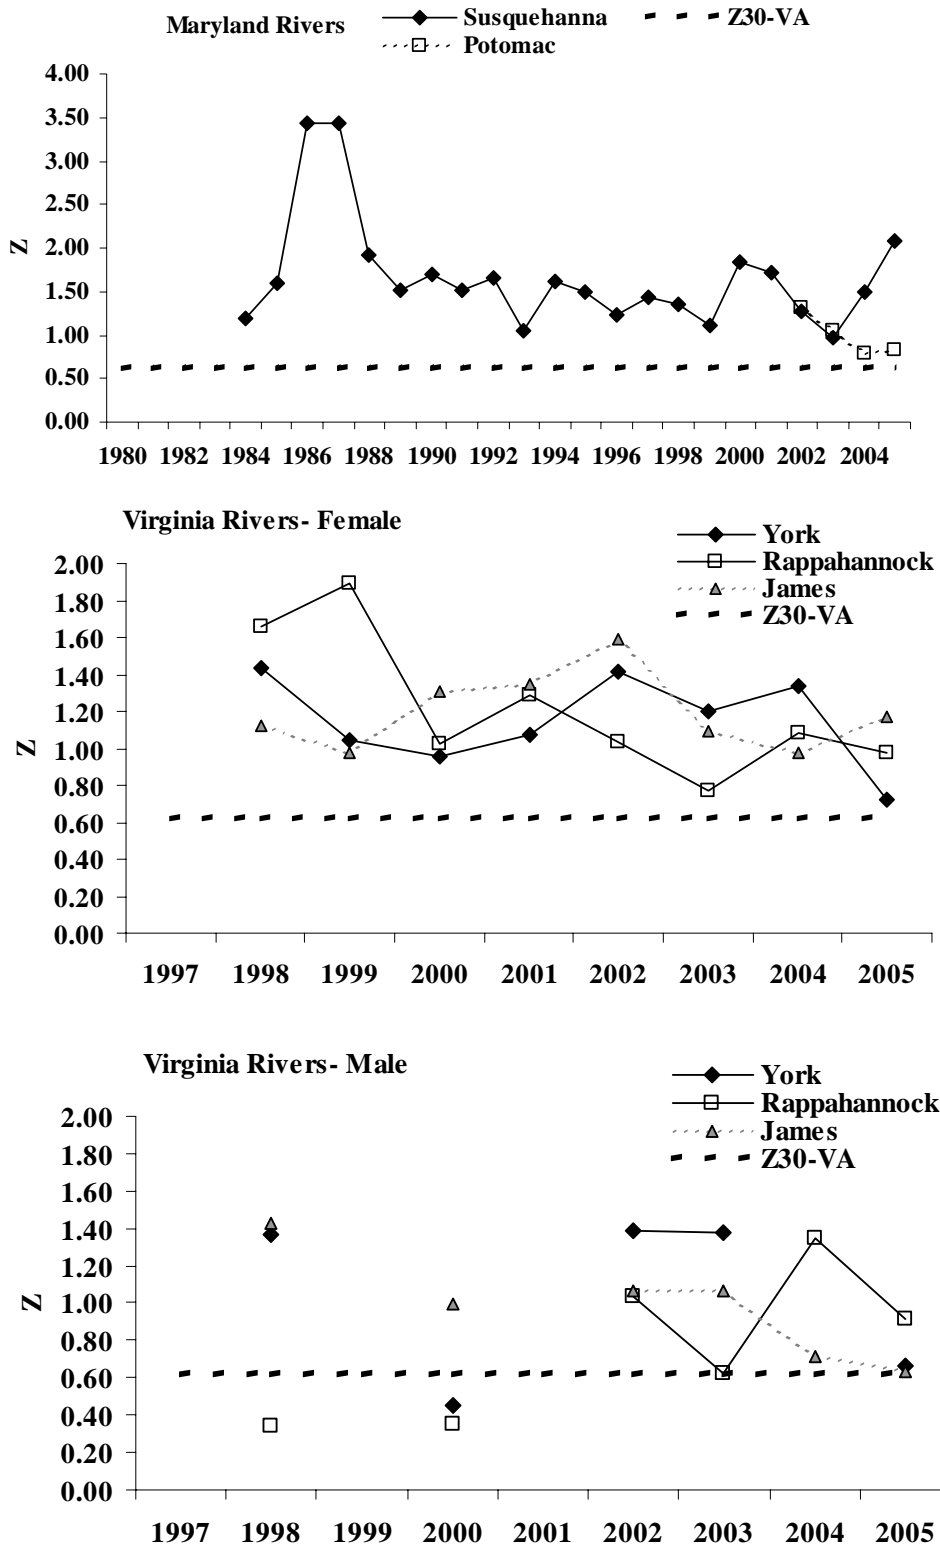 Maryland Rivers
Susquehanna
Z30-VA
Potomac
4.00
3.50
3.00
2.50
2.00
1.50
1.00
0.50
0.00
Z
1980 1982 1984 1986 1988 1990 1992 1994 1996 1998 2000 2002 2004
Virginia Rivers- Female
York
Rappahannock
James
Z30-VA
2.00
1.80
1.60
1.40
1.20
1.00
0.80
0.60
0.40
0.20
0.00
Z
1997 1998 1999 2000 2001 2002 2003 2004 2005
Virginia Rivers- Male
York
Rappahannock
James
Z30-VA
2.00
1.80
1.60
1.40
1.20
1.00
0.80
0.60
0.40
0.20
0.00
Z
1997 1998 1999 2000 2001 2002 2003 2004 2005